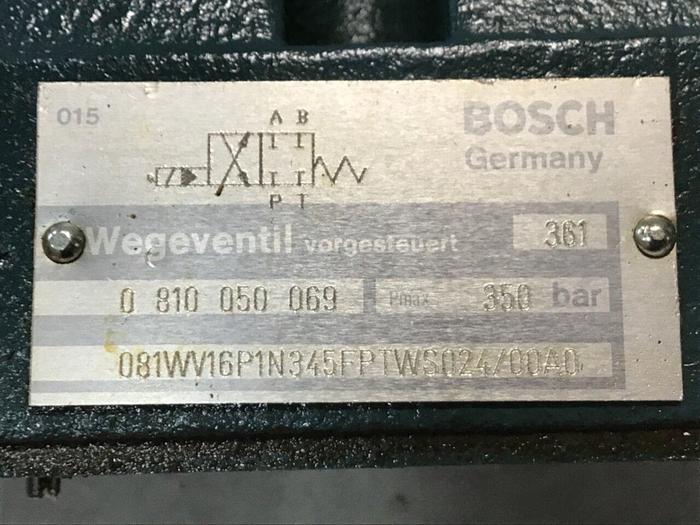 015
A B
BOSCH
Germany
P T
Wegeventil vorgesteuert 361
0 810 050 069 Pmax 350 bar
081WV16P1N345FPTWS024/00A0